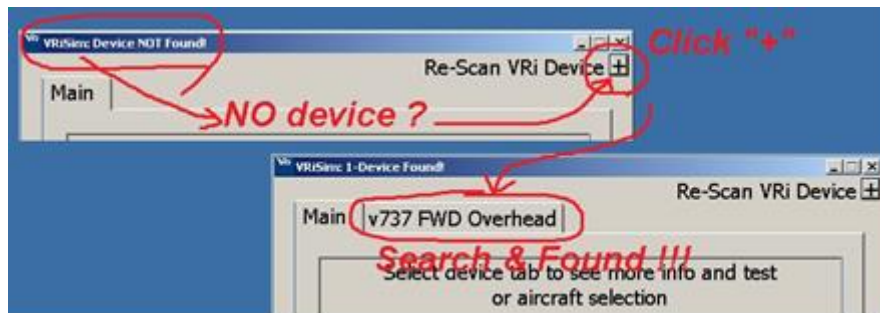 VRiSim: Device NOT Found!
Click "+"
Re-Scan VRi Device +
Main
NO device ?
VRiSim: 1-Device Found!
Re-Scan VRi Device +
Main
v737 FWD Overhead
Search & Found !!!
Select device tab to see more info and test
or aircraft selection